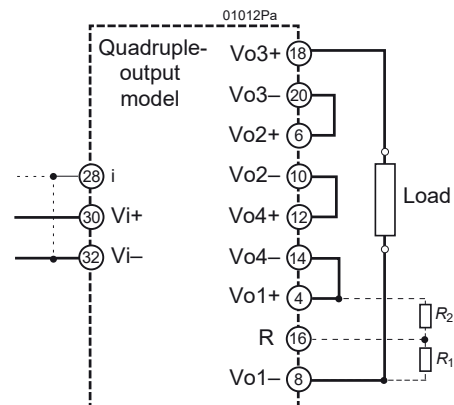 01012Pa
Quadruple-
output
model
Vo3+ 18
Vo3– 20
Vo2+ 6
Vo2– 10
Vo4+ 12
Vo4– 14
Vo1+ 4
R 16
Vo1– 8
28 i
30 Vi+
32 Vi–
Load
R2
R1